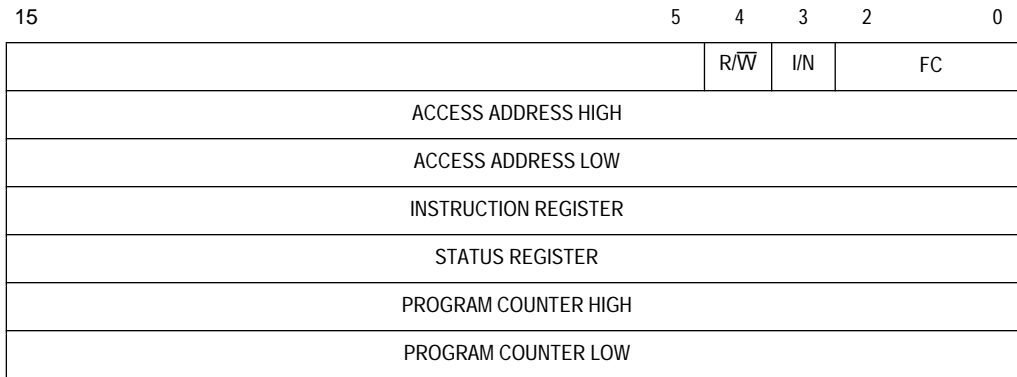 15 5 4 3 2 0
R/W̅ I/N FC
ACCESS ADDRESS HIGH
ACCESS ADDRESS LOW
INSTRUCTION REGISTER
STATUS REGISTER
PROGRAM COUNTER HIGH
PROGRAM COUNTER LOW